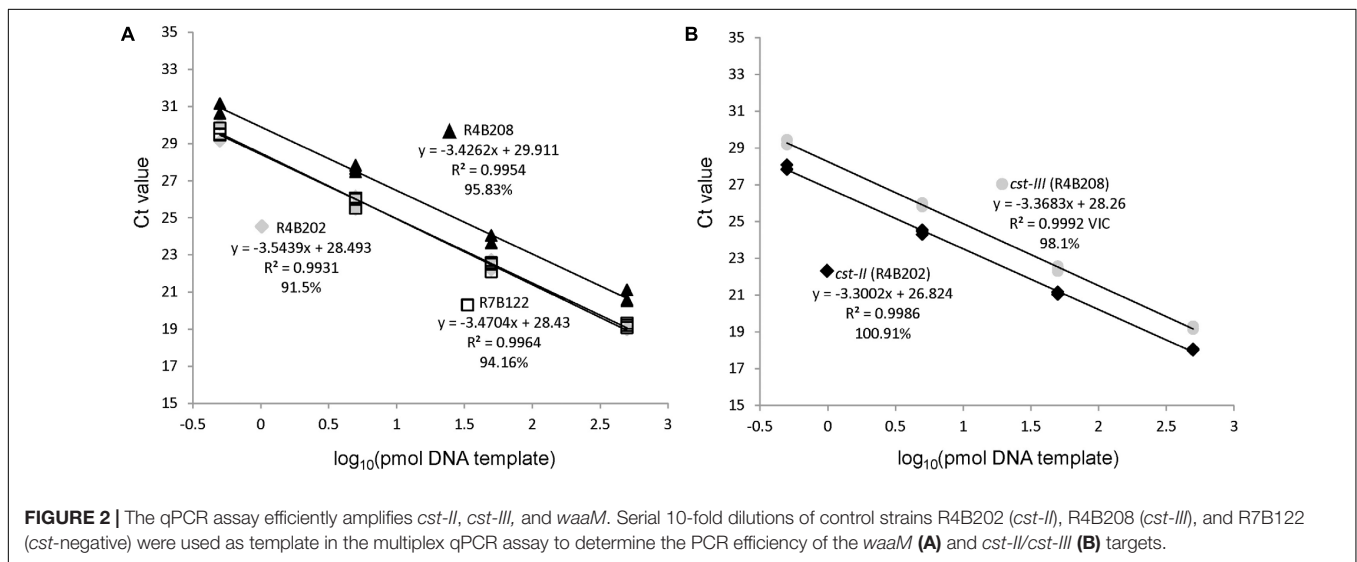 A
35
33
31
29
27
25
23
21
19
17
15
Ct value
-0.5 0 0.5 1 1.5 2 2.5 3
log10(pmol DNA template)
R4B208
y = -3.4262x + 29.911
R² = 0.9954
95.83%
R4B202
y = -3.5439x + 28.493
R² = 0.9931
91.5%
R7B122
y = -3.4704x + 28.43
R² = 0.9964
94.16%
B
35
33
31
29
27
25
23
21
19
17
15
Ct value
-0.5 0 0.5 1 1.5 2 2.5 3
log10(pmol DNA template)
cst-III (R4B208)
y = -3.3683x + 28.26
R² = 0.9992 VIC
98.1%
cst-II (R4B202)
y = -3.3002x + 26.824
R² = 0.9986
100.91%
FIGURE 2 | The qPCR assay efficiently amplifies cst-II, cst-III, and waaM. Serial 10-fold dilutions of control strains R4B202 (cst-II), R4B208 (cst-III), and R7B122
(cst-negative) were used as template in the multiplex qPCR assay to determine the PCR efficiency of the waaM (A) and cst-II/cst-III (B) targets.